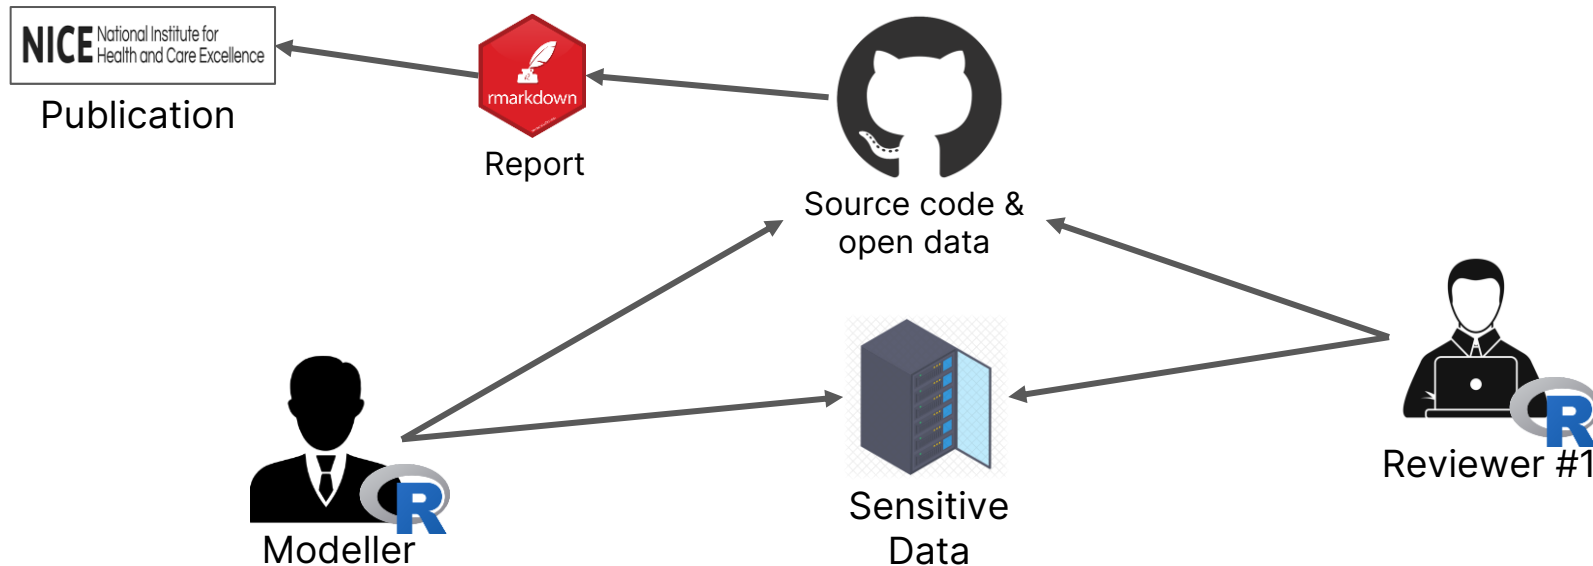 NICE National Institute for
Health and Care Excellence
Publication
rmarkdown
Report
Source code &
open data
R
Reviewer #1
Sensitive
Data
R
Modeller